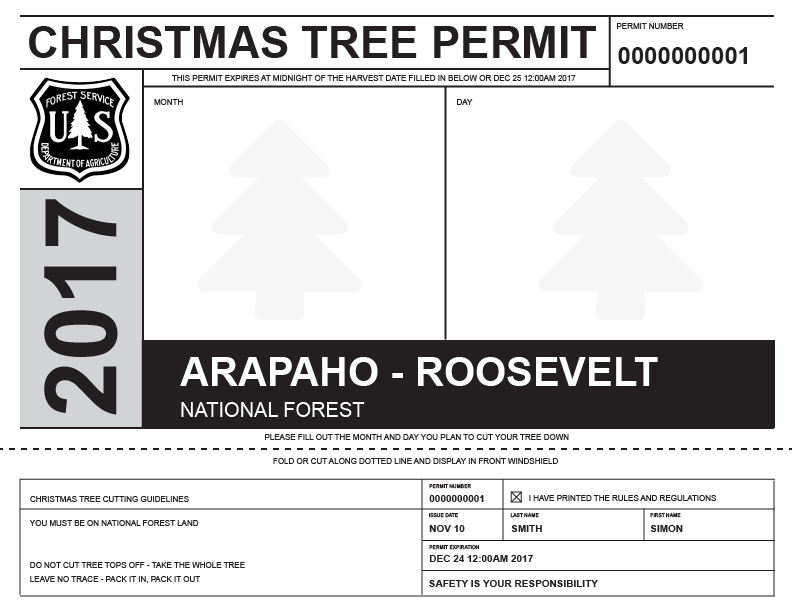 CHRISTMAS TREE PERMIT
PERMIT NUMBER
0000000001
THIS PERMIT EXPIRES AT MIDNIGHT OF THE HARVEST DATE FILLED IN BELOW OR DEC 25 12:00AM 2017
FOREST SERVICE
U S
DEPARTMENT OF AGRICULTURE
2017
MONTH
DAY
ARAPAHO - ROOSEVELT
NATIONAL FOREST
PLEASE FILL OUT THE MONTH AND DAY YOU PLAN TO CUT YOUR TREE DOWN
FOLD OR CUT ALONG DOTTED LINE AND DISPLAY IN FRONT WINDSHIELD
CHRISTMAS TREE CUTTING GUIDELINES
YOU MUST BE ON NATIONAL FOREST LAND
DO NOT CUT TREE TOPS OFF - TAKE THE WHOLE TREE
LEAVE NO TRACE - PACK IT IN, PACK IT OUT
PERMIT NUMBER
0000000001
I HAVE PRINTED THE RULES AND REGULATIONS
ISSUE DATE
NOV 10
LAST NAME
SMITH
FIRST NAME
SIMON
PERMIT EXPIRATION
DEC 24 12:00AM 2017
SAFETY IS YOUR RESPONSIBILITY